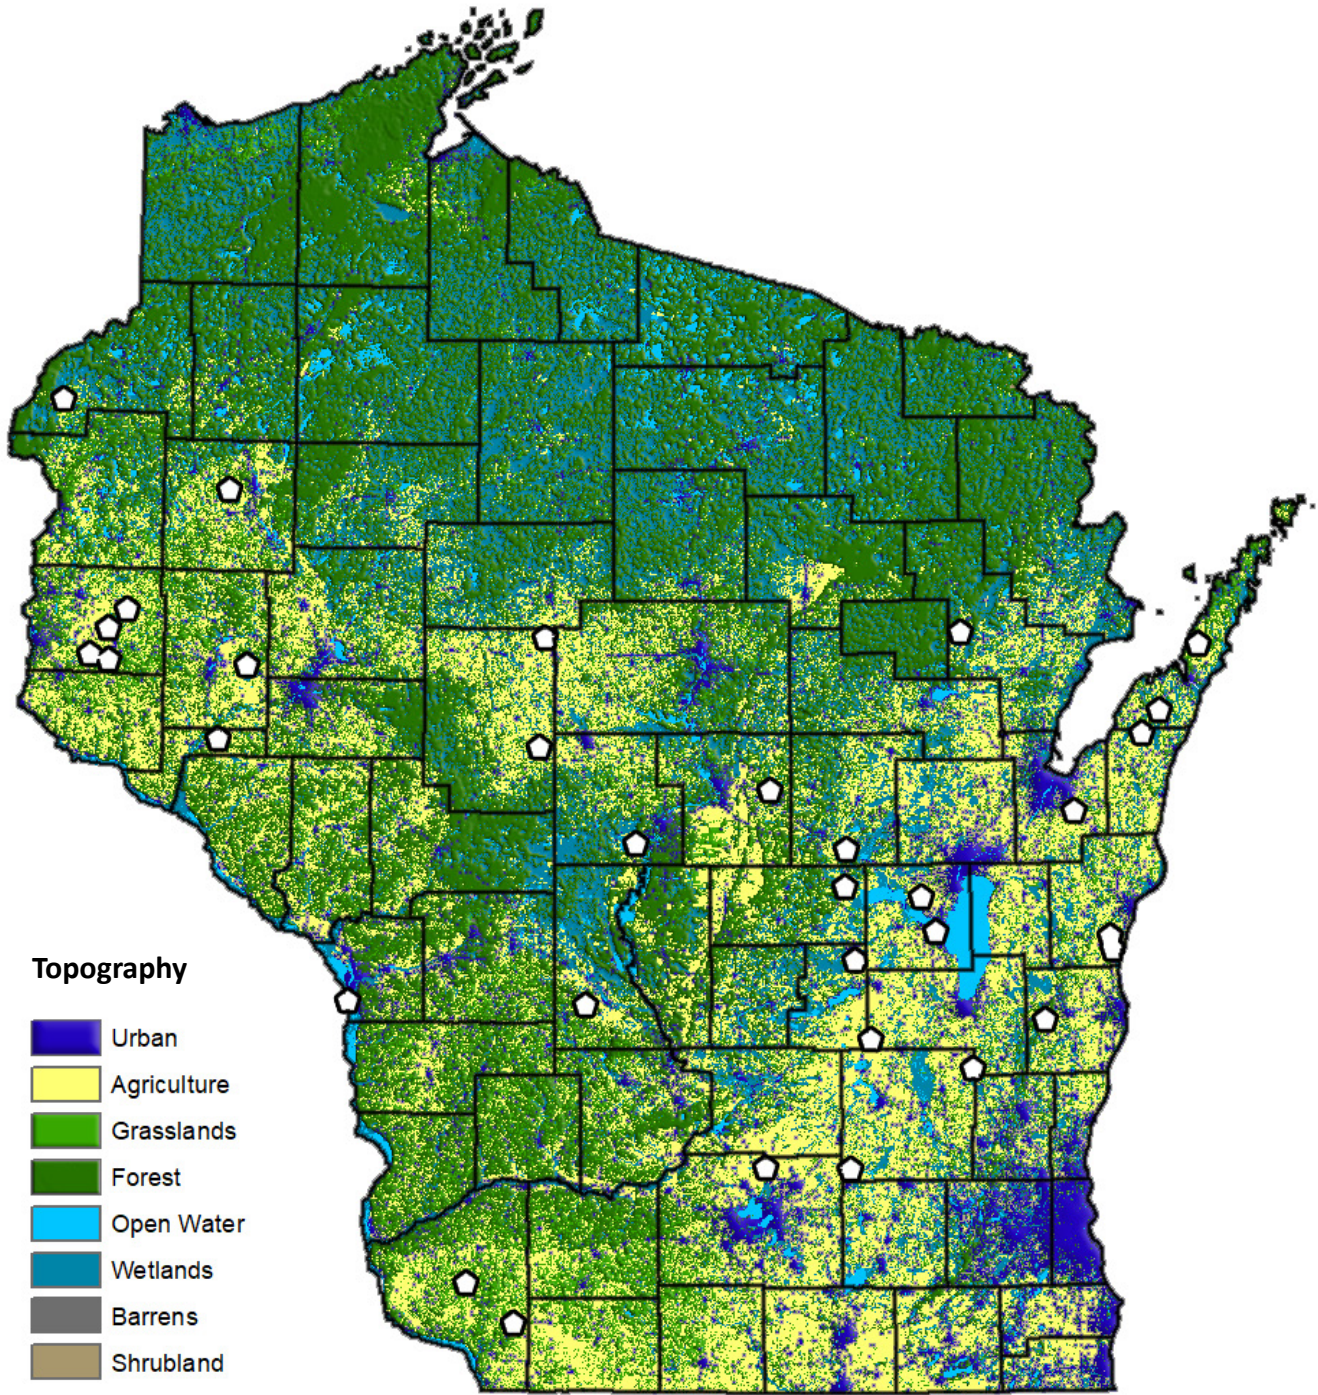 Topography
Urban
Agriculture
Grasslands
Forest
Open Water
Wetlands
Barrens
Shrubland